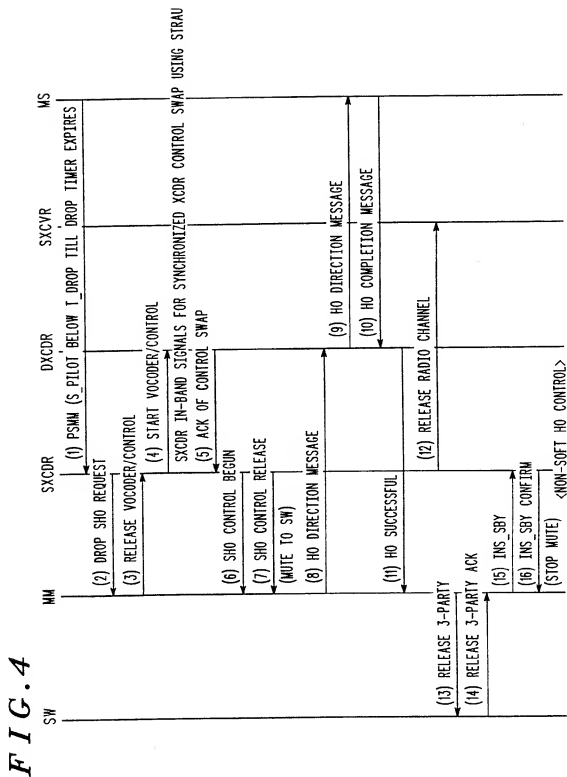 FIG.4
SW MM SXCDR DXCDR SXCVR MS
(1) PSMM (S_PILOT BELOW T_DROP TILL DROP TIMER EXPIRES
(2) DROP SHO REQUEST
(3) RELEASE VOCODER/CONTROL
(4) START VOCODER/CONTROL
SXCDR IN-BAND SIGNALS FOR SYNCHRONIZED XCDR CONTROL SWAP USING STRAU
(5) ACK OF CONTROL SWAP
(6) SHO CONTROL BEGUN
(7) SHO CONTROL RELEASE
(MUTE TO SW)
(8) HO DIRECTION MESSAGE
(9) HO DIRECTION MESSAGE
(10) HO COMPLETION MESSAGE
(11) HO SUCCESSFUL
(12) RELEASE RADIO CHANNEL
(13) RELEASE 3-PARTY
(14) RELEASE 3-PARTY ACK
(15) INS_SBY
(16) INS_SBY CONFIRM
(STOP MUTE)
<NON-SOFT HO CONTROL>